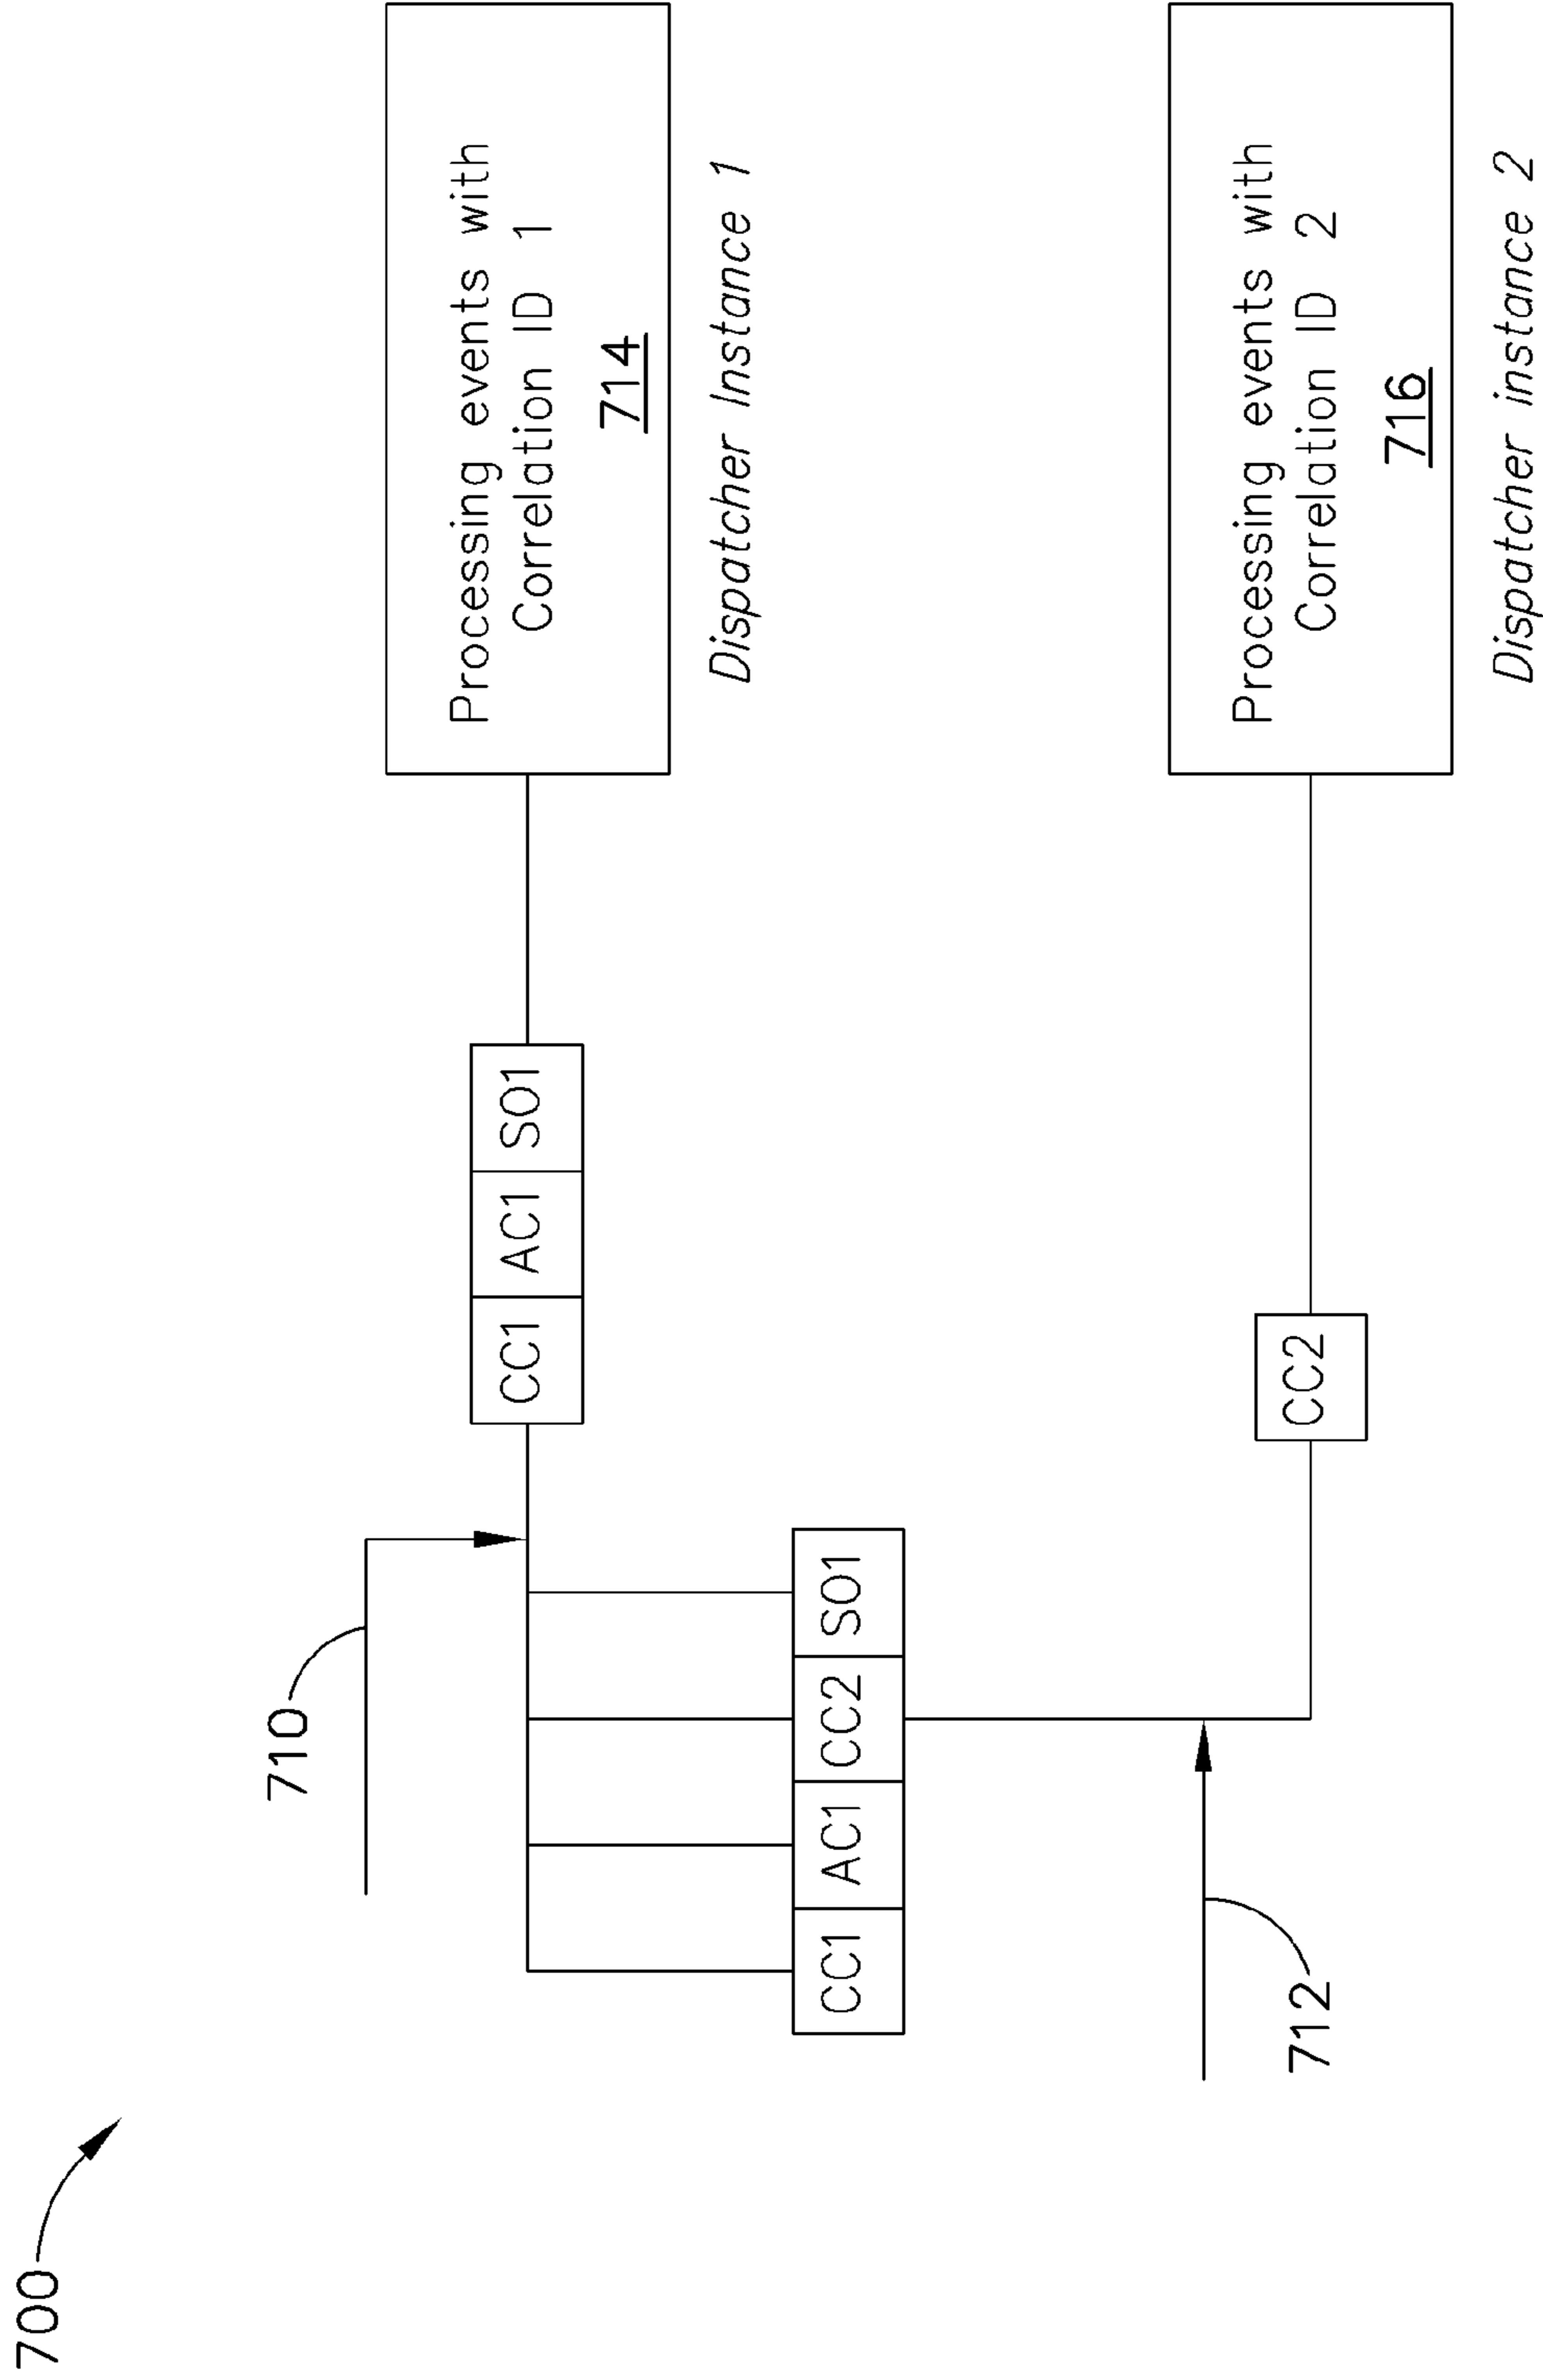 700
710
CC1 AC1 SO1
Processing events with
Correlation ID 1
714
Dispatcher Instance 1
CC1 AC1 CC2 SO1
712
CC2
Processing events with
Correlation ID 2
716
Dispatcher instance 2